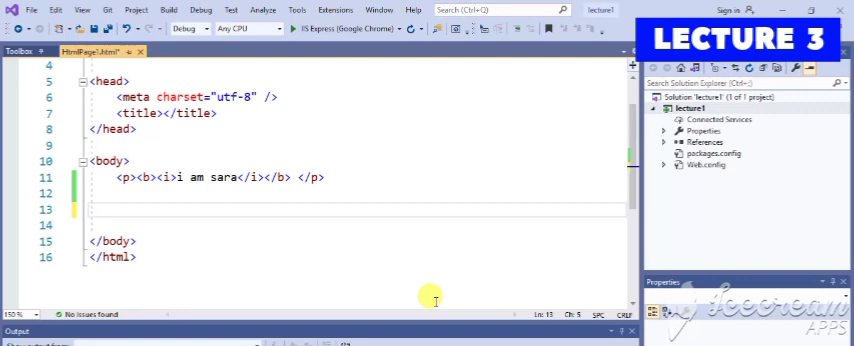 File Edit View Git Project Build Debug Test Analyze Tools Extensions Window Help Search (Ctrl+Q) lecture1 Sign in
Debug Any CPU IIS Express (Google Chrome)
LECTURE 3
Toolbox HtmlPage1.html*
Search Solution Explorer (Ctrl+;)
Solution 'lecture1' (1 of 1 project)
lecture1
Connected Services
Properties
References
packages.config
Web.config
4
5 <head>
6 <meta charset="utf-8" />
7 <title></title>
8 </head>
9
10 <body>
11 <p><b><i>i am sara</i></b> </p>
12
13
14
15 </body>
16 </html>
150 % No issues found Ln: 13 Ch: 5 SPC CRLF
Properties
Icecream
APPS
Output
Show output from: